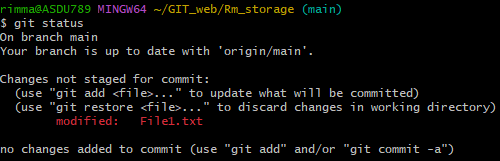 rimma@ASDU789 MINGW64 ~/GIT_web/Rm_storage (main)
$ git status
On branch main
Your branch is up to date with 'origin/main'.

Changes not staged for commit:
  (use "git add <file>..." to update what will be committed)
  (use "git restore <file>..." to discard changes in working directory)
        modified:   File1.txt

no changes added to commit (use "git add" and/or "git commit -a")